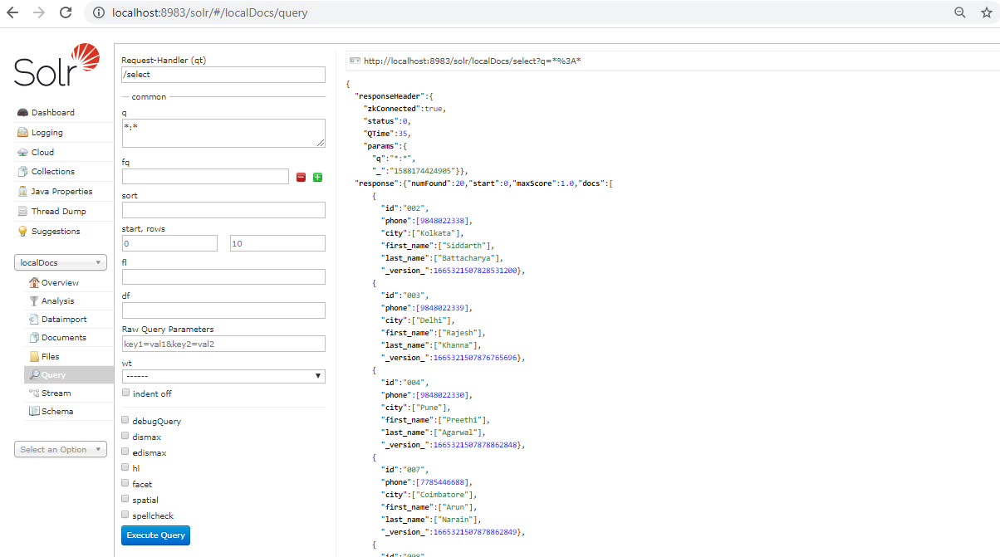 localhost:8983/solr/#/localDocs/query
Solr
Dashboard
Logging
Cloud
Collections
Java Properties
Thread Dump
Suggestions
localDocs
Overview
Analysis
Dataimport
Documents
Files
Query
Stream
Schema
Select an Option
Request-Handler (qt)
/select
common
q
*:*
fq
sort
start, rows
0 10
fl
df
Raw Query Parameters
key1=val1&key2=val2
wt
------
indent off
debugQuery
dismax
edismax
hl
facet
spatial
spellcheck
Execute Query
http://localhost:8983/solr/localDocs/select?q=*%3A*
{
"responseHeader":{
"zkConnected":true,
"status":0,
"QTime":35,
"params":{
"q":"*:*",
"_":"1588174424905"}},
"response":{"numFound":20,"start":0,"maxScore":1.0,"docs":[
{
"id":"002",
"phone":[9848022338],
"city":["Kolkata"],
"first_name":["Siddarth"],
"last_name":["Battacharya"],
"_version_":1665321507828531200},
{
"id":"003",
"phone":[9848022339],
"city":["Delhi"],
"first_name":["Rajesh"],
"last_name":["Khanna"],
"_version_":1665321507876765696},
{
"id":"004",
"phone":[9848022330],
"city":["Pune"],
"first_name":["Preethi"],
"last_name":["Agarwal"],
"_version_":1665321507878862848},
{
"id":"007",
"phone":[7785446688],
"city":["Coimbatore"],
"first_name":["Arun"],
"last_name":["Narain"],
"_version_":1665321507878862849},
{
"id":"008",